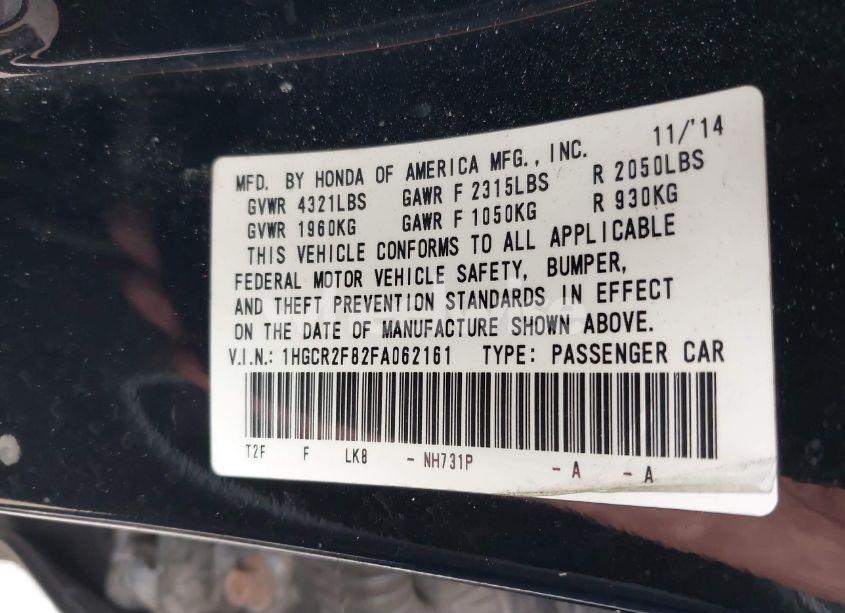 MFD. BY HONDA OF AMERICA MFG., INC. 11/'14
GVWR 4321LBS GAWR F 2315LBS R 2050LBS
GVWR 1960KG GAWR F 1050KG R 930KG
THIS VEHICLE CONFORMS TO ALL APPLICABLE
FEDERAL MOTOR VEHICLE SAFETY, BUMPER,
AND THEFT PREVENTION STANDARDS IN EFFECT
ON THE DATE OF MANUFACTURE SHOWN ABOVE.
V.I.N.: 1HGCR2F82FA062161 TYPE: PASSENGER CAR
T2F F LK8 - NH731P - A - A